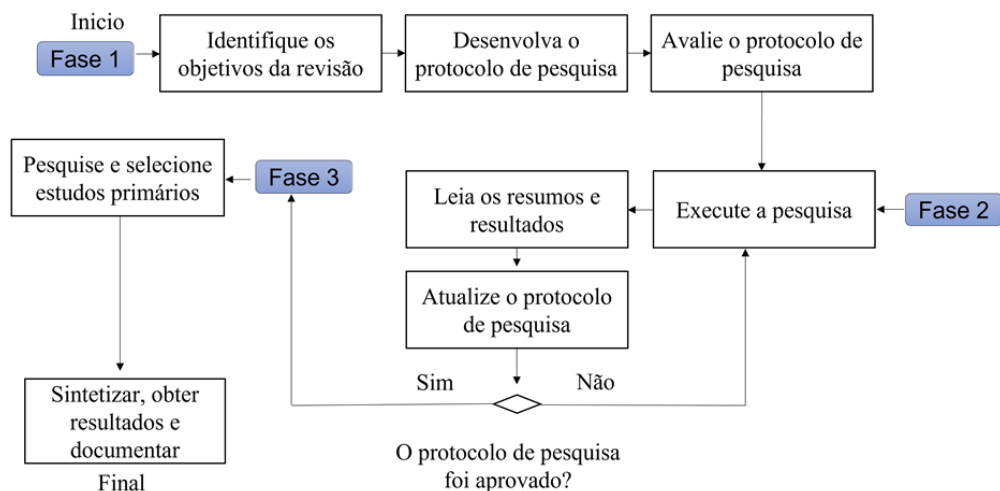 Inicio
Fase 1
Identifique os
objetivos da revisão
Desenvolva o
protocolo de pesquisa
Avalie o protocolo de
pesquisa
Pesquise e selecione
estudos primários
Fase 3
Leia os resumos e
resultados
Execute a pesquisa
Fase 2
Atualize o protocolo
de pesquisa
Sim
Não
Sintetizar, obter
resultados e
documentar
Final
O protocolo de pesquisa
foi aprovado?